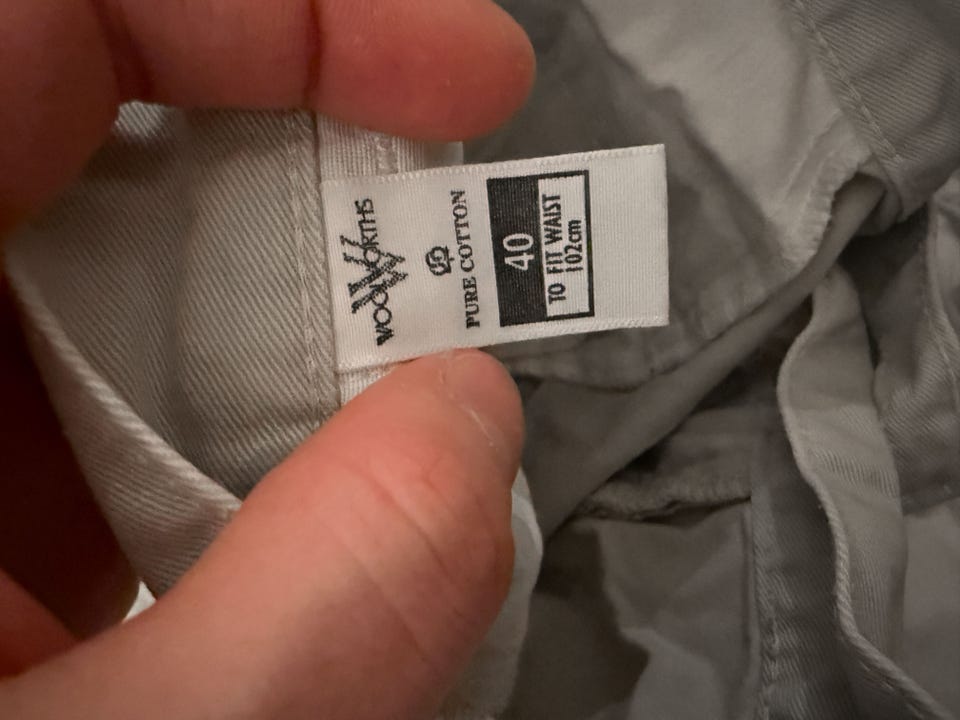 WOOLWORTHS
PURE COTTON
40
TO FIT WAIST
102cm